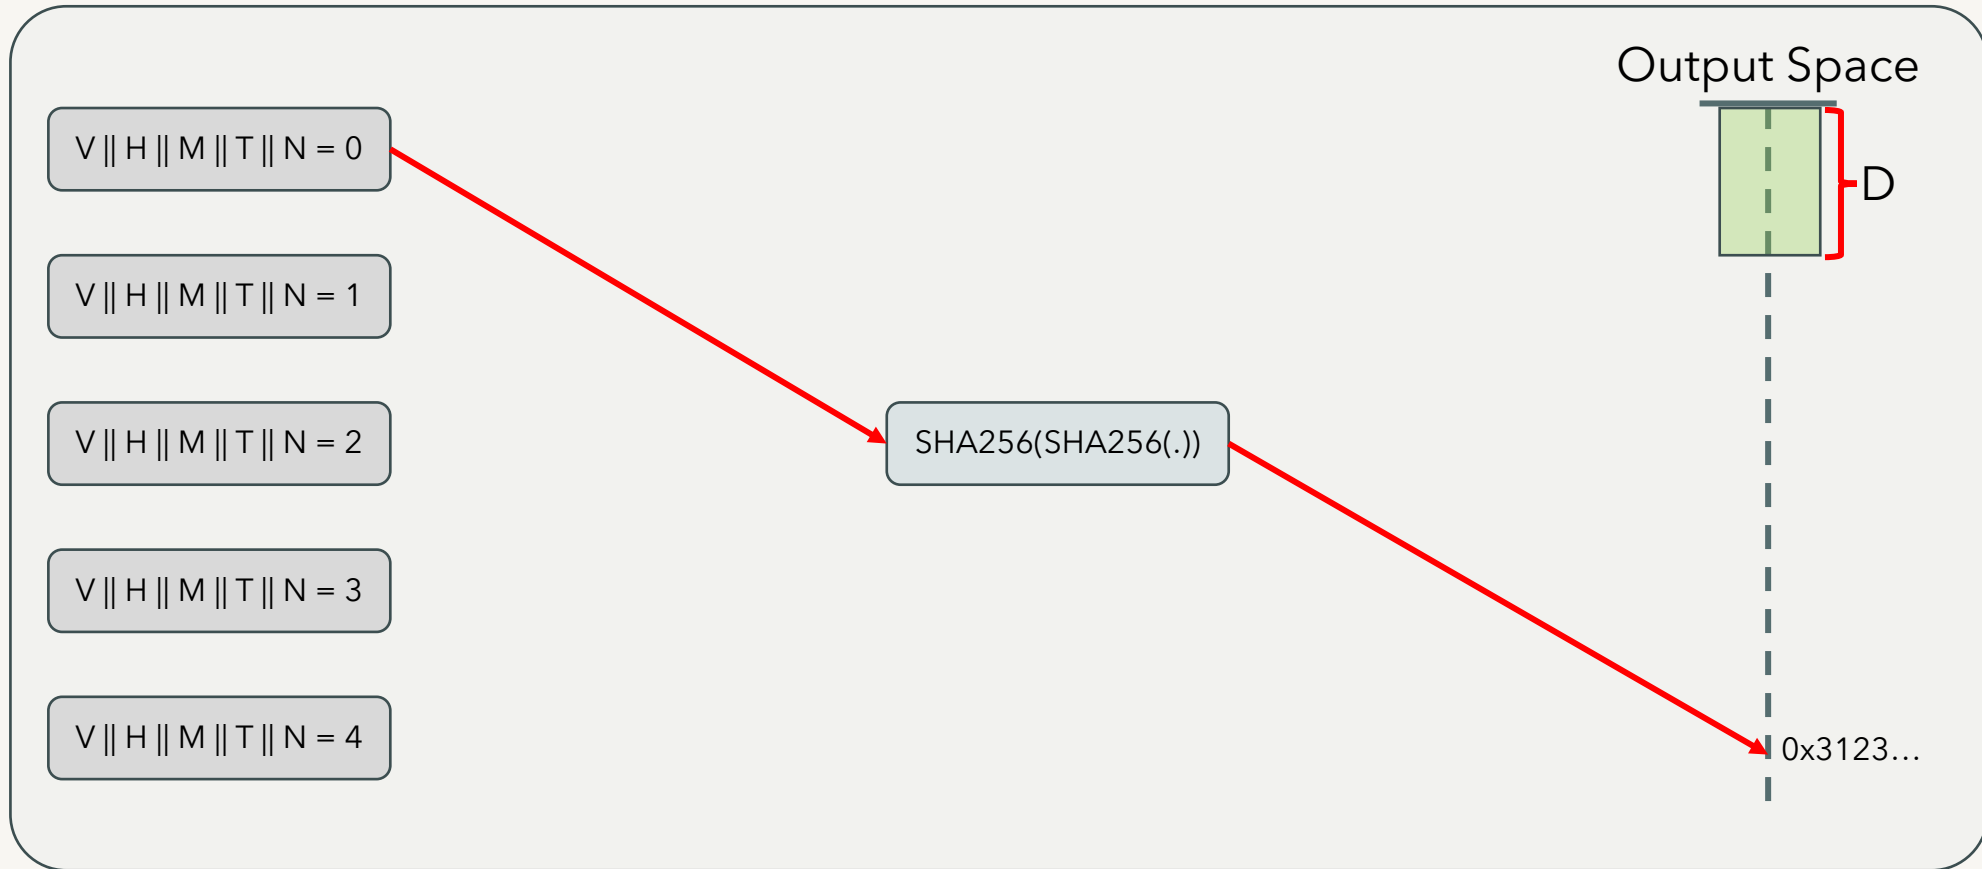 Output Space
V || H || M || T || N = 0
D
V || H || M || T || N = 1
V || H || M || T || N = 2
SHA256(SHA256(.))
V || H || M || T || N = 3
V || H || M || T || N = 4
0x3123…